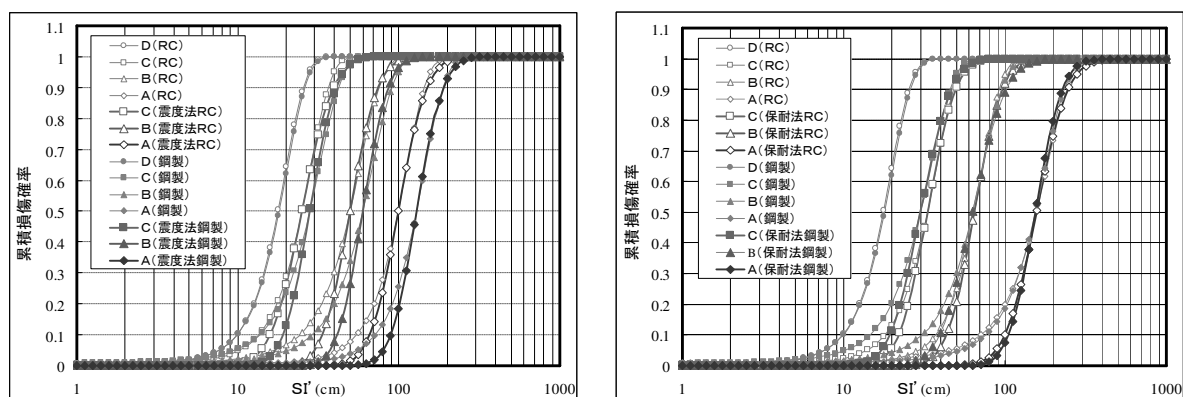 1.1
1
0.9
0.8
0.7
0.6
0.5
0.4
0.3
0.2
0.1
0
累積損傷確率
D(RC)
C(RC)
B(RC)
A(RC)
C(震度法RC)
B(震度法RC)
A(震度法RC)
D(鋼製)
C(鋼製)
B(鋼製)
A(鋼製)
C(震度法鋼製)
B(震度法鋼製)
A(震度法鋼製)
1 10 100 1000
SI'(cm)
1.1
1
0.9
0.8
0.7
0.6
0.5
0.4
0.3
0.2
0.1
0
累積損傷確率
D(RC)
C(RC)
B(RC)
A(RC)
C(保耐法RC)
B(保耐法RC)
A(保耐法RC)
D(鋼製)
C(鋼製)
B(鋼製)
A(鋼製)
C(保耐法鋼製)
B(保耐法鋼製)
A(保耐法鋼製)
1 10 100 1000
SI'(cm)